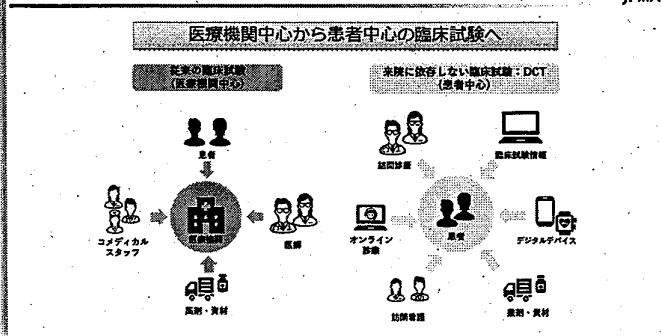 医療機関中心から患者中心の臨床試験へ
従来の臨床試験
(医療機関中心)
来院に依存しない臨床試験：DCT
(患者中心)
患者
コメディカル
スタッフ
医療機関
医師
薬剤・資材
訪問診療
臨床試験情報
オンライン
診療
患者
デジタルデバイス
訪問看護
薬剤・資材